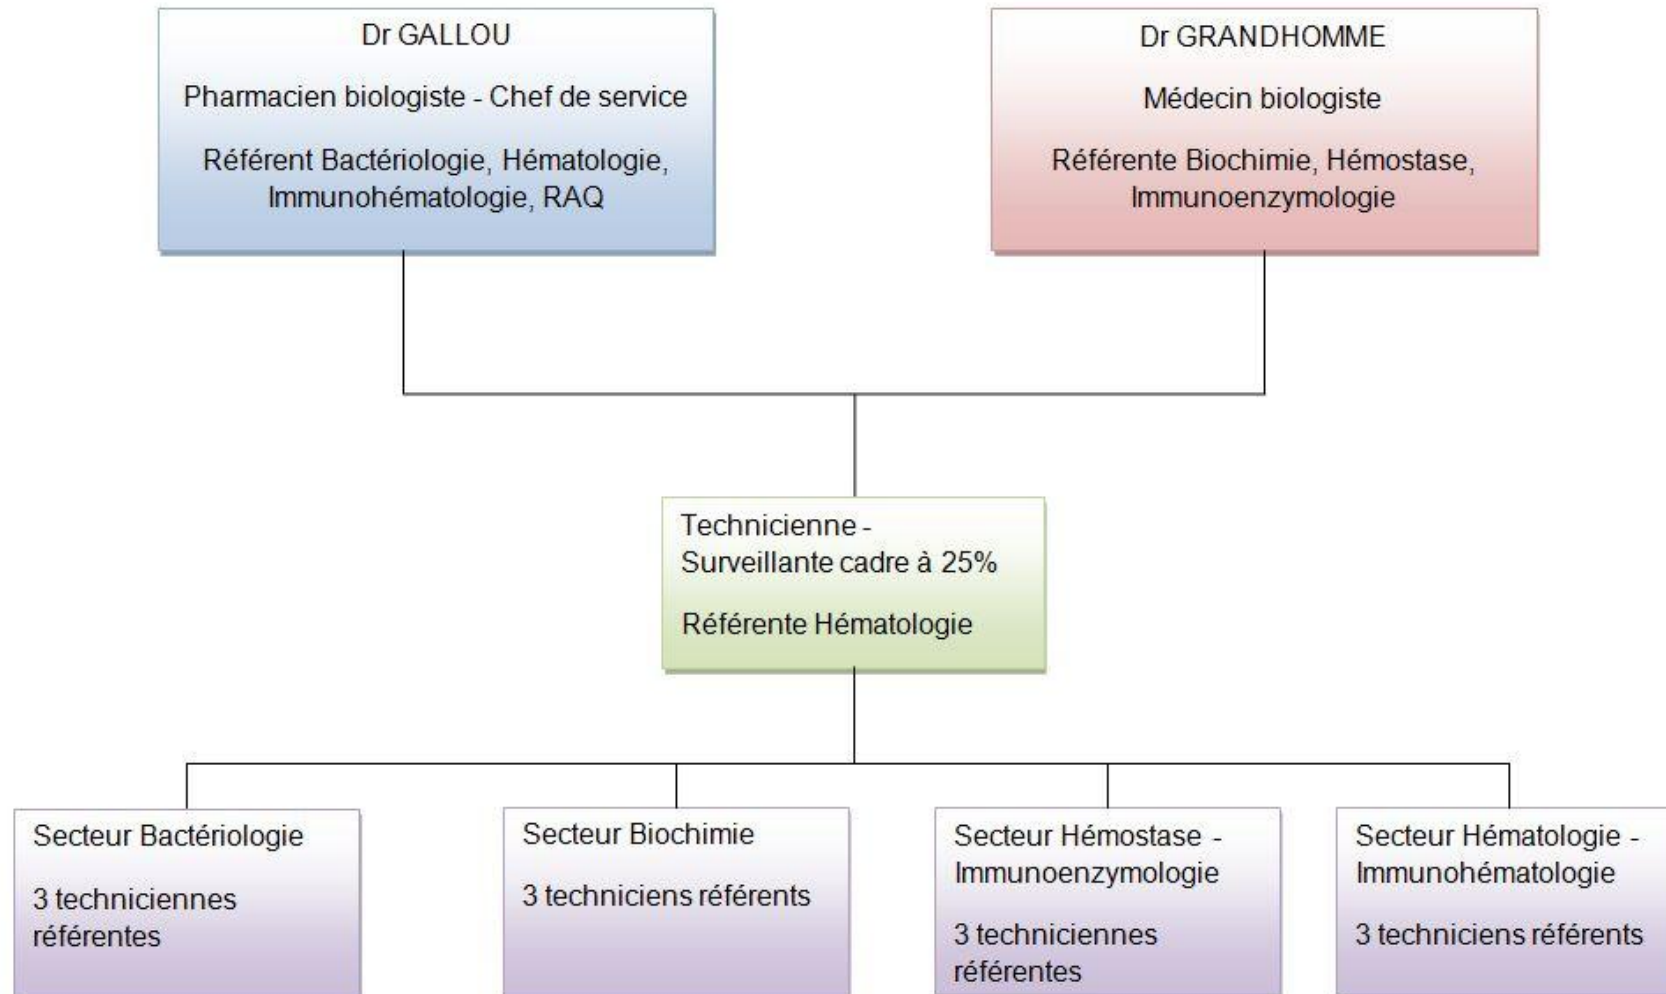 Dr GALLOU
Pharmacien biologiste - Chef de service
Référent Bactériologie, Hématologie,
Immunohématologie, RAQ
Dr GRANDHOMME
Médecin biologiste
Référente Biochimie, Hémostase,
Immunoenzymologie
Technicienne -
Surveillante cadre à 25%
Référente Hématologie
Secteur Bactériologie
3 techniciennes
référentes
Secteur Biochimie
3 techniciens référents
Secteur Hémostase -
Immunoenzymologie
3 techniciennes
référentes
Secteur Hématologie -
Immunohématologie
3 techniciens référents